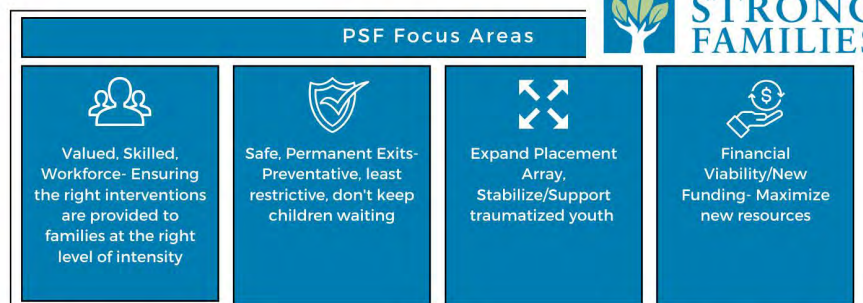 STRONG
FAMILIES
PSF Focus Areas
Valued, Skilled,
Workforce- Ensuring
the right interventions
are provided to
families at the right
level of intensity
Safe, Permanent Exits-
Preventative, least
restrictive, don't keep
children waiting
Expand Placement
Array,
Stabilize/Support
traumatized youth
$
Financial
Viability/New
Funding- Maximize
new resources